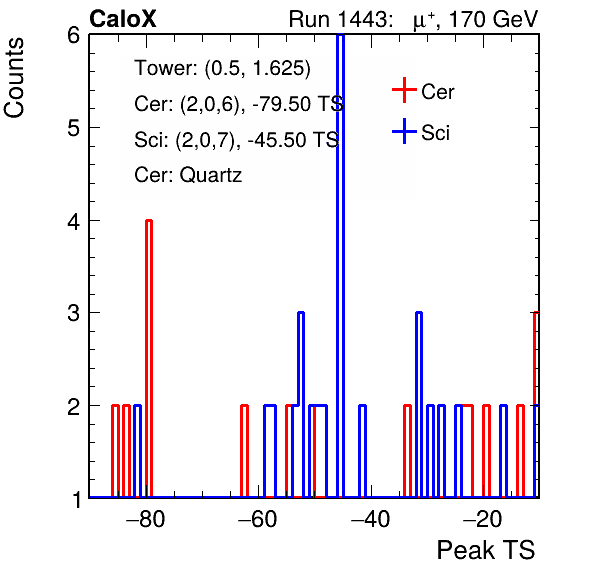 CaloX Run 1443: μ⁺, 170 GeV
Counts
Tower: (0.5, 1.625)
Cer: (2,0,6), -79.50 TS
Sci: (2,0,7), -45.50 TS
Cer: Quartz
Cer
Sci
6
5
4
3
2
1
−80 −60 −40 −20
Peak TS